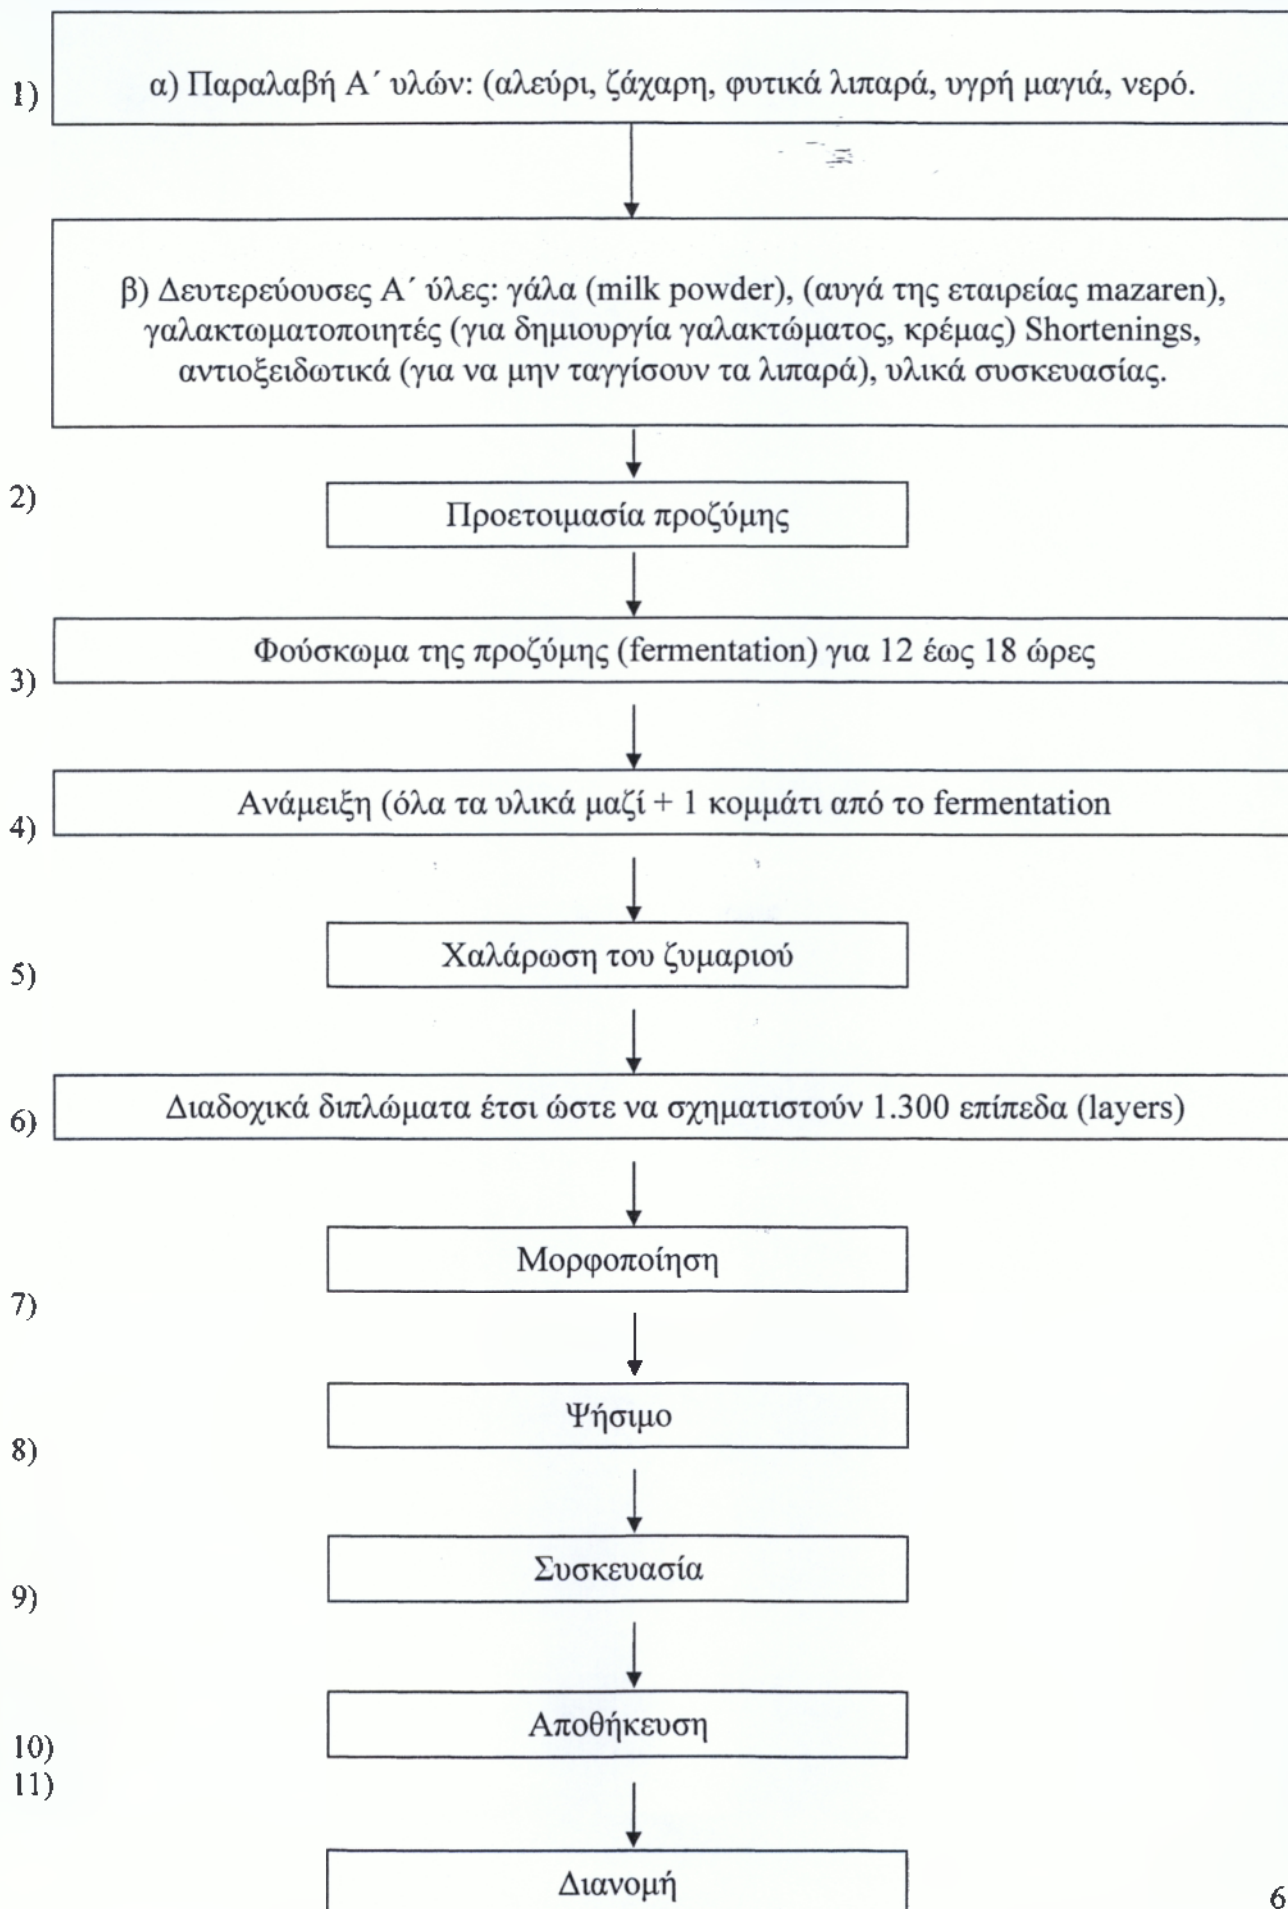 1) α) Παραλαβή Α΄ υλών: (αλεύρι, ζάχαρη, φυτικά λιπαρά, υγρή μαγιά, νερό.
β) Δευτερεύουσες Α΄ ύλες: γάλα (milk powder), (αυγά της εταιρείας mazaren),
γαλακτωματοποιητές (για δημιουργία γαλακτώματος, κρέμας) Shortenings,
αντιοξειδωτικά (για να μην ταγγίσουν τα λιπαρά), υλικά συσκευασίας.
2) Προετοιμασία προζύμης
3) Φούσκωμα της προζύμης (fermentation) για 12 έως 18 ώρες
4) Ανάμειξη (όλα τα υλικά μαζί + 1 κομμάτι από το fermentation
5) Χαλάρωση του ζυμαριού
6) Διαδοχικά διπλώματα έτσι ώστε να σχηματιστούν 1.300 επίπεδα (layers)
7) Μορφοποίηση
8) Ψήσιμο
9) Συσκευασία
10) Αποθήκευση
11)
Διανομή
6